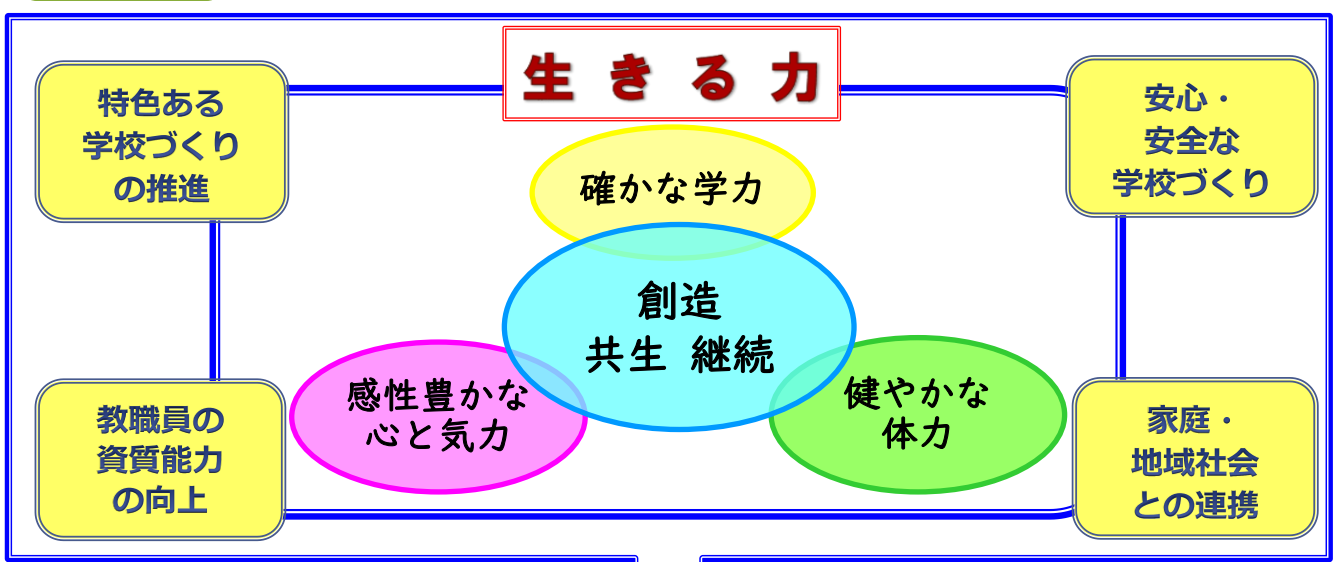 生きる力
特色ある
学校づくり
の推進
安心・
安全な
学校づくり
確かな学力
創造
共生 継続
感性豊かな
心と気力
健やかな
体力
教職員の
資質能力
の向上
家庭・
地域社会
との連携